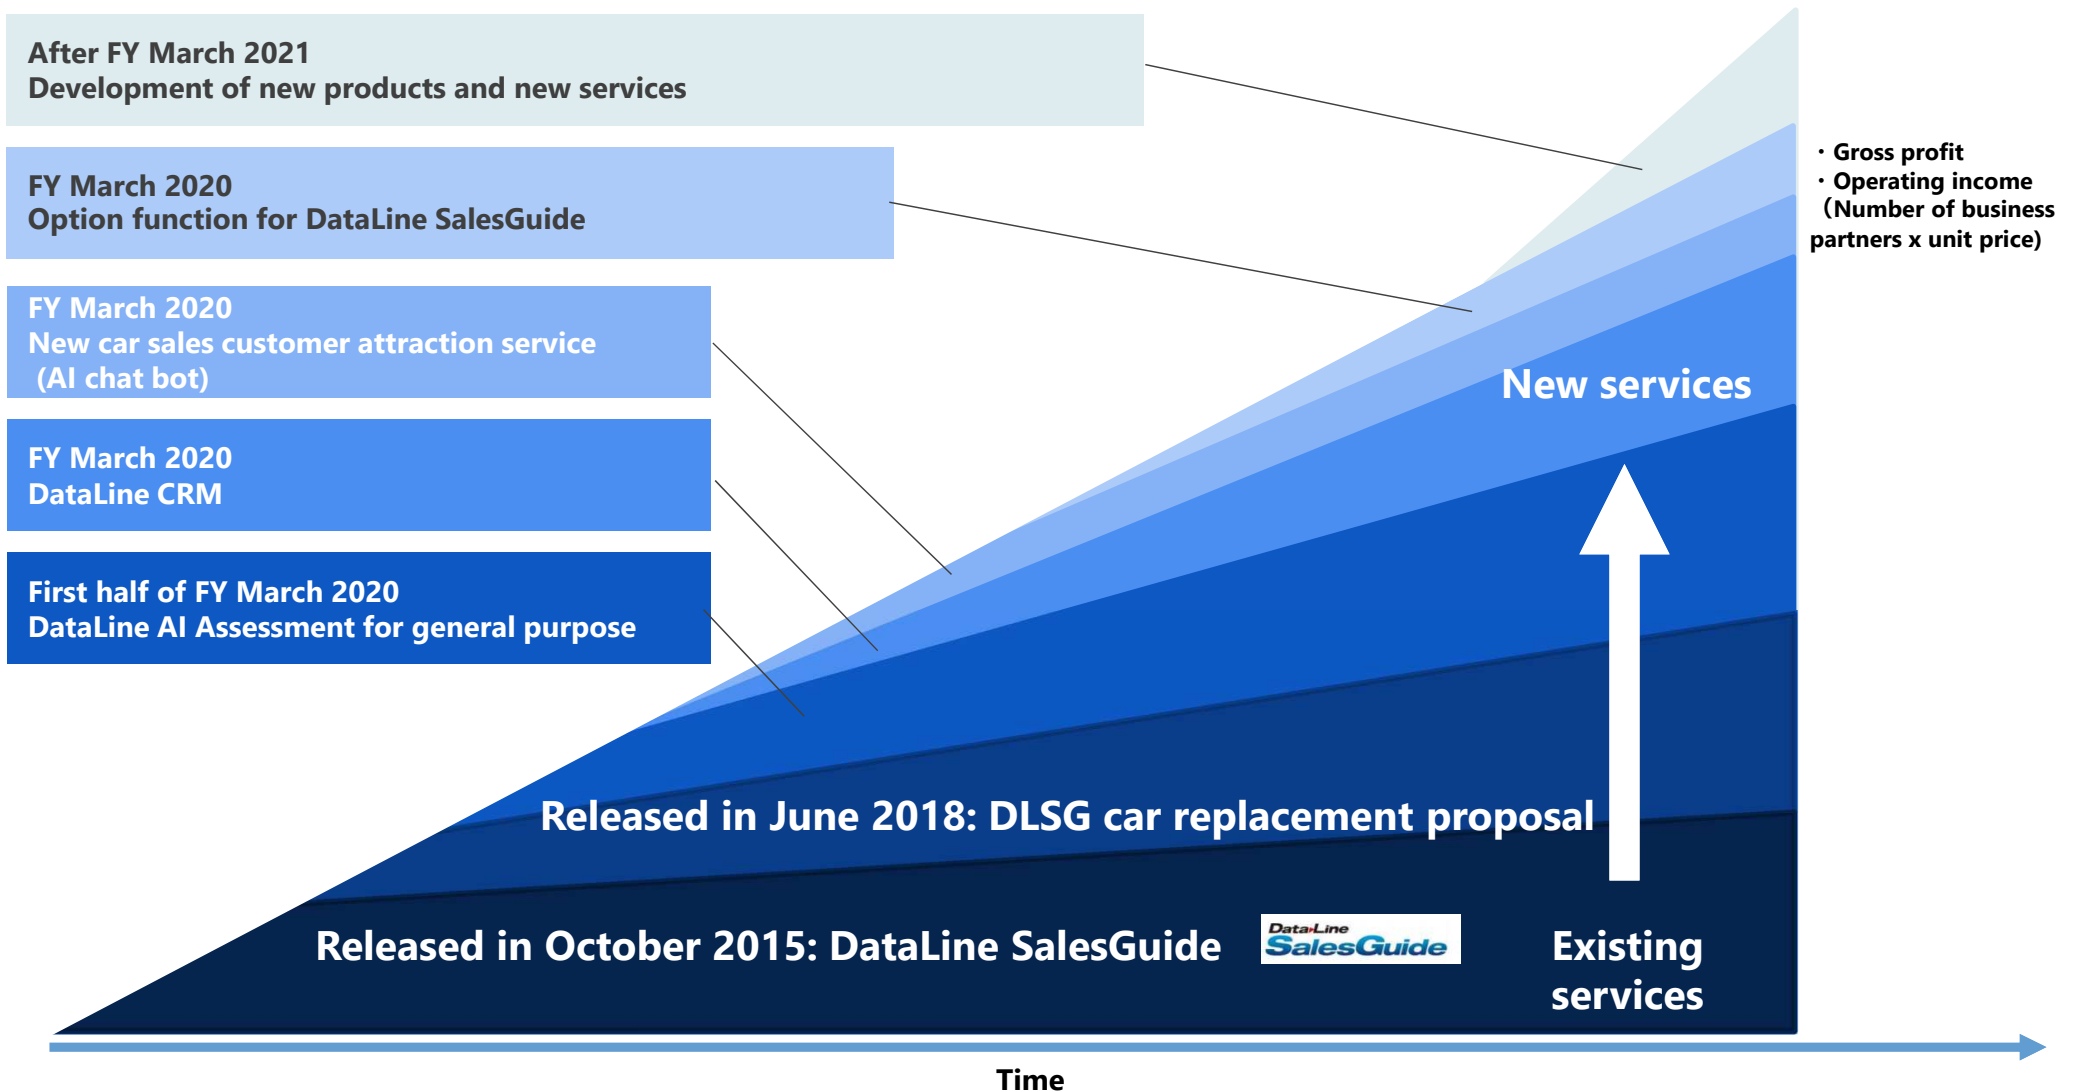 After FY March 2021
Development of new products and new services
FY March 2020
Option function for DataLine SalesGuide
FY March 2020
New car sales customer attraction service
(AI chat bot)
FY March 2020
DataLine CRM
First half of FY March 2020
DataLine AI Assessment for general purpose
・Gross profit
・Operating income
（Number of business
partners x unit price)
New services
Released in June 2018: DLSG car replacement proposal
Released in October 2015: DataLine SalesGuide
DataLine
SalesGuide
Existing
services
Time